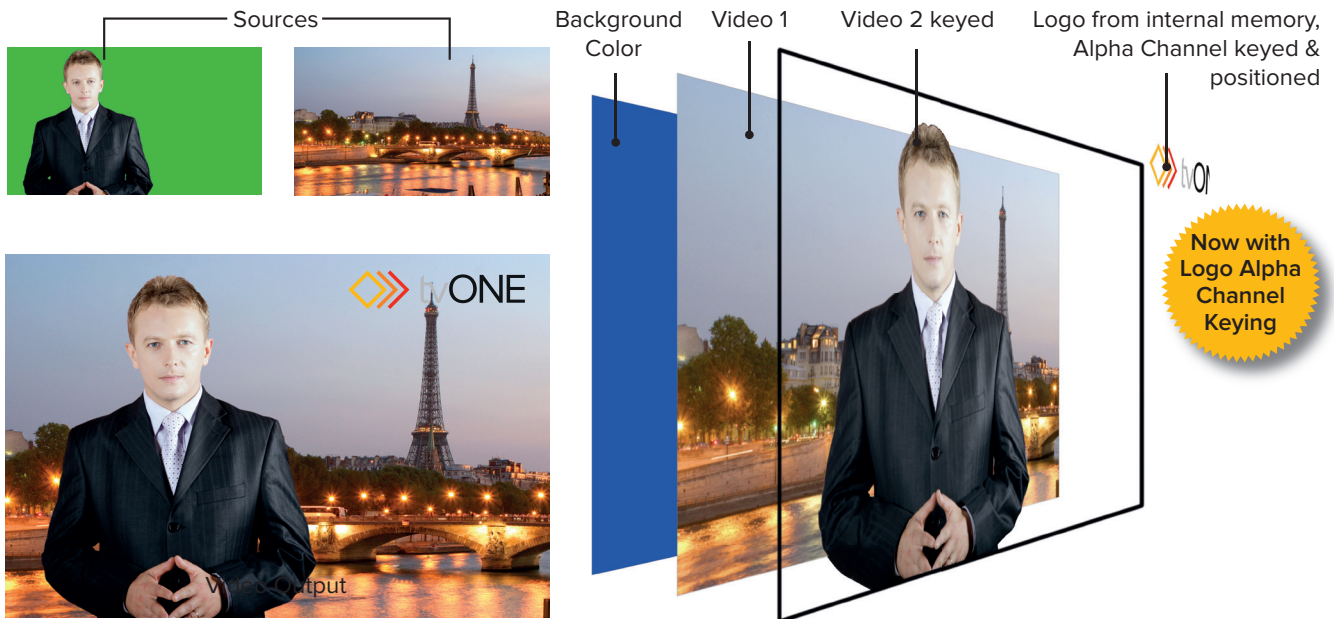 Sources
Background
Color
Video 1
Video 2 keyed
Logo from internal memory,
Alpha Channel keyed &
positioned
tvON
Now with
Logo Alpha
Channel
Keying
tvONE
Video Output